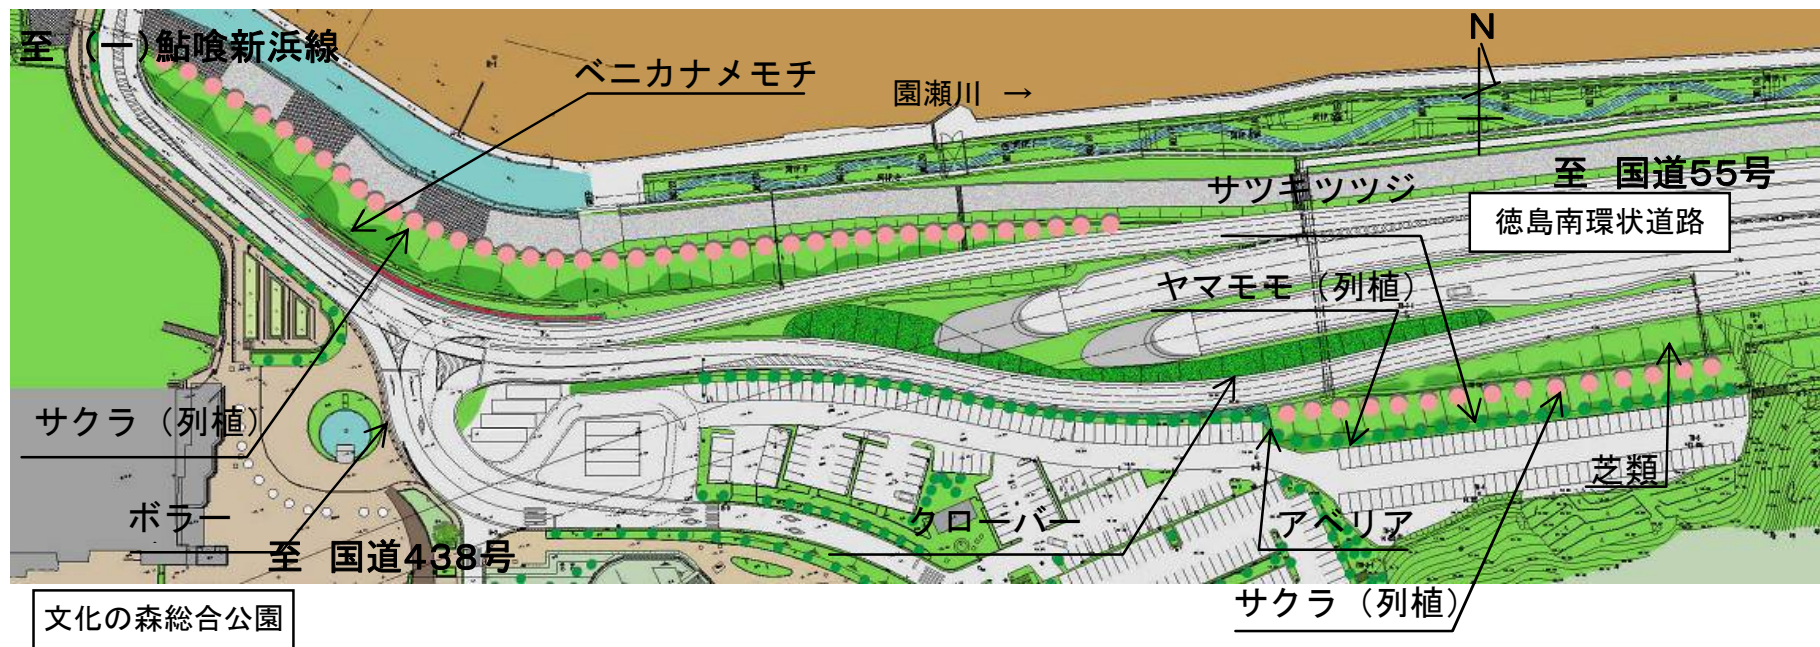 至　(一)鮎喰新浜線
ベニカナメモチ
園瀬川　→
N
至　国道55号
サツキツツジ
徳島南環状道路
ヤマモモ（列植）
サクラ（列植）
芝類
ボラー
クローバー
アベリア
至　国道438号
サクラ（列植）
文化の森総合公園